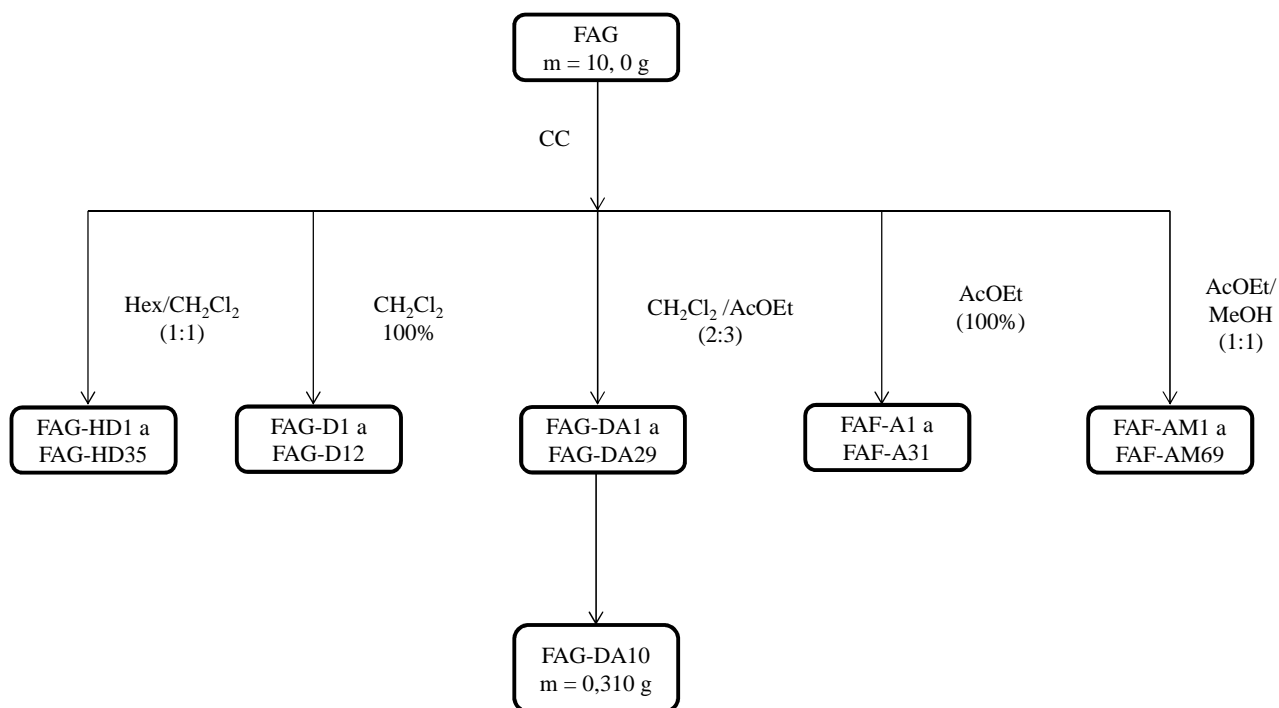 FAG
m = 10, 0 g
CC
Hex/CH₂Cl₂
(1:1)
CH₂Cl₂
100%
CH₂Cl₂ /AcOEt
(2:3)
AcOEt
(100%)
AcOEt/
MeOH
(1:1)
FAG-HD1 a
FAG-HD35
FAG-D1 a
FAG-D12
FAG-DA1 a
FAG-DA29
FAF-A1 a
FAF-A31
FAF-AM1 a
FAF-AM69
FAG-DA10
m = 0,310 g